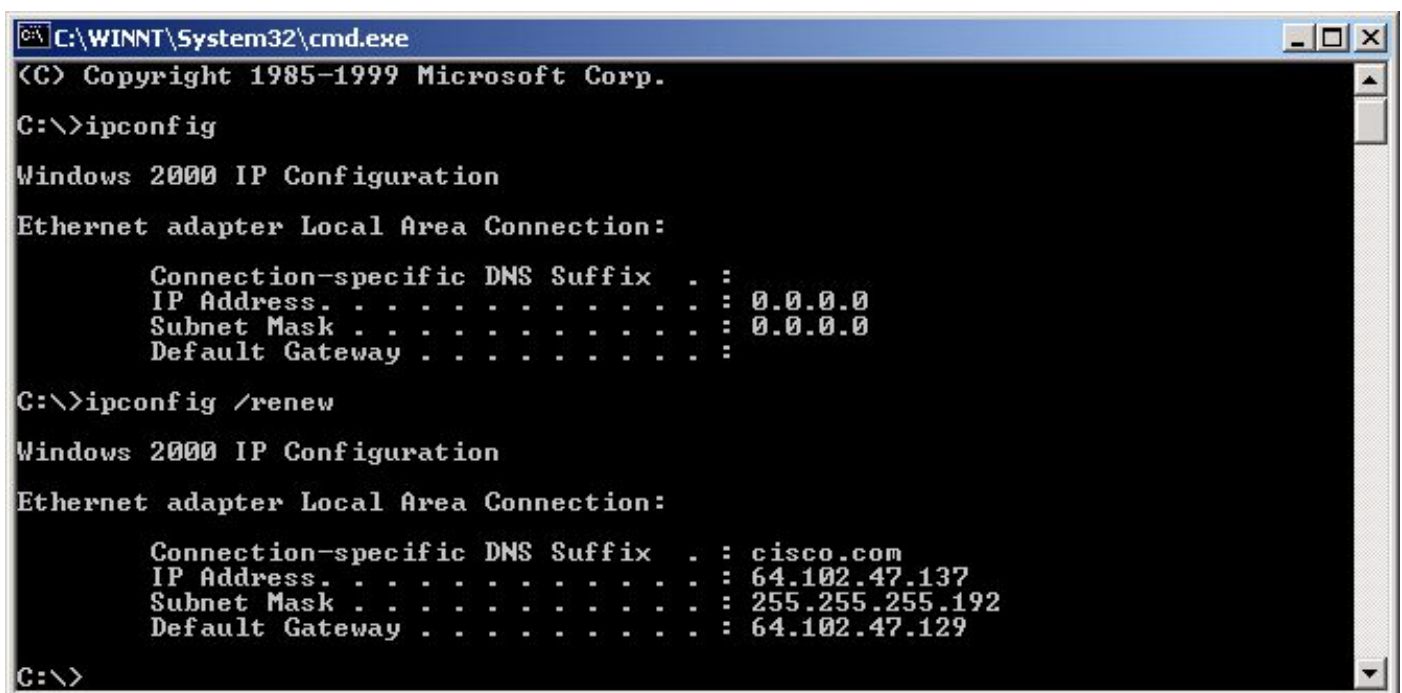 C:\WINNT\System32\cmd.exe
(C) Copyright 1985-1999 Microsoft Corp.
C:\>ipconfig
Windows 2000 IP Configuration
Ethernet adapter Local Area Connection:
Connection-specific DNS Suffix . :
IP Address. . . . . . . . . . . . : 0.0.0.0
Subnet Mask . . . . . . . . . . . : 0.0.0.0
Default Gateway . . . . . . . . . :
C:\>ipconfig /renew
Windows 2000 IP Configuration
Ethernet adapter Local Area Connection:
Connection-specific DNS Suffix . : cisco.com
IP Address. . . . . . . . . . . . : 64.102.47.137
Subnet Mask . . . . . . . . . . . : 255.255.255.192
Default Gateway . . . . . . . . . : 64.102.47.129
C:\>